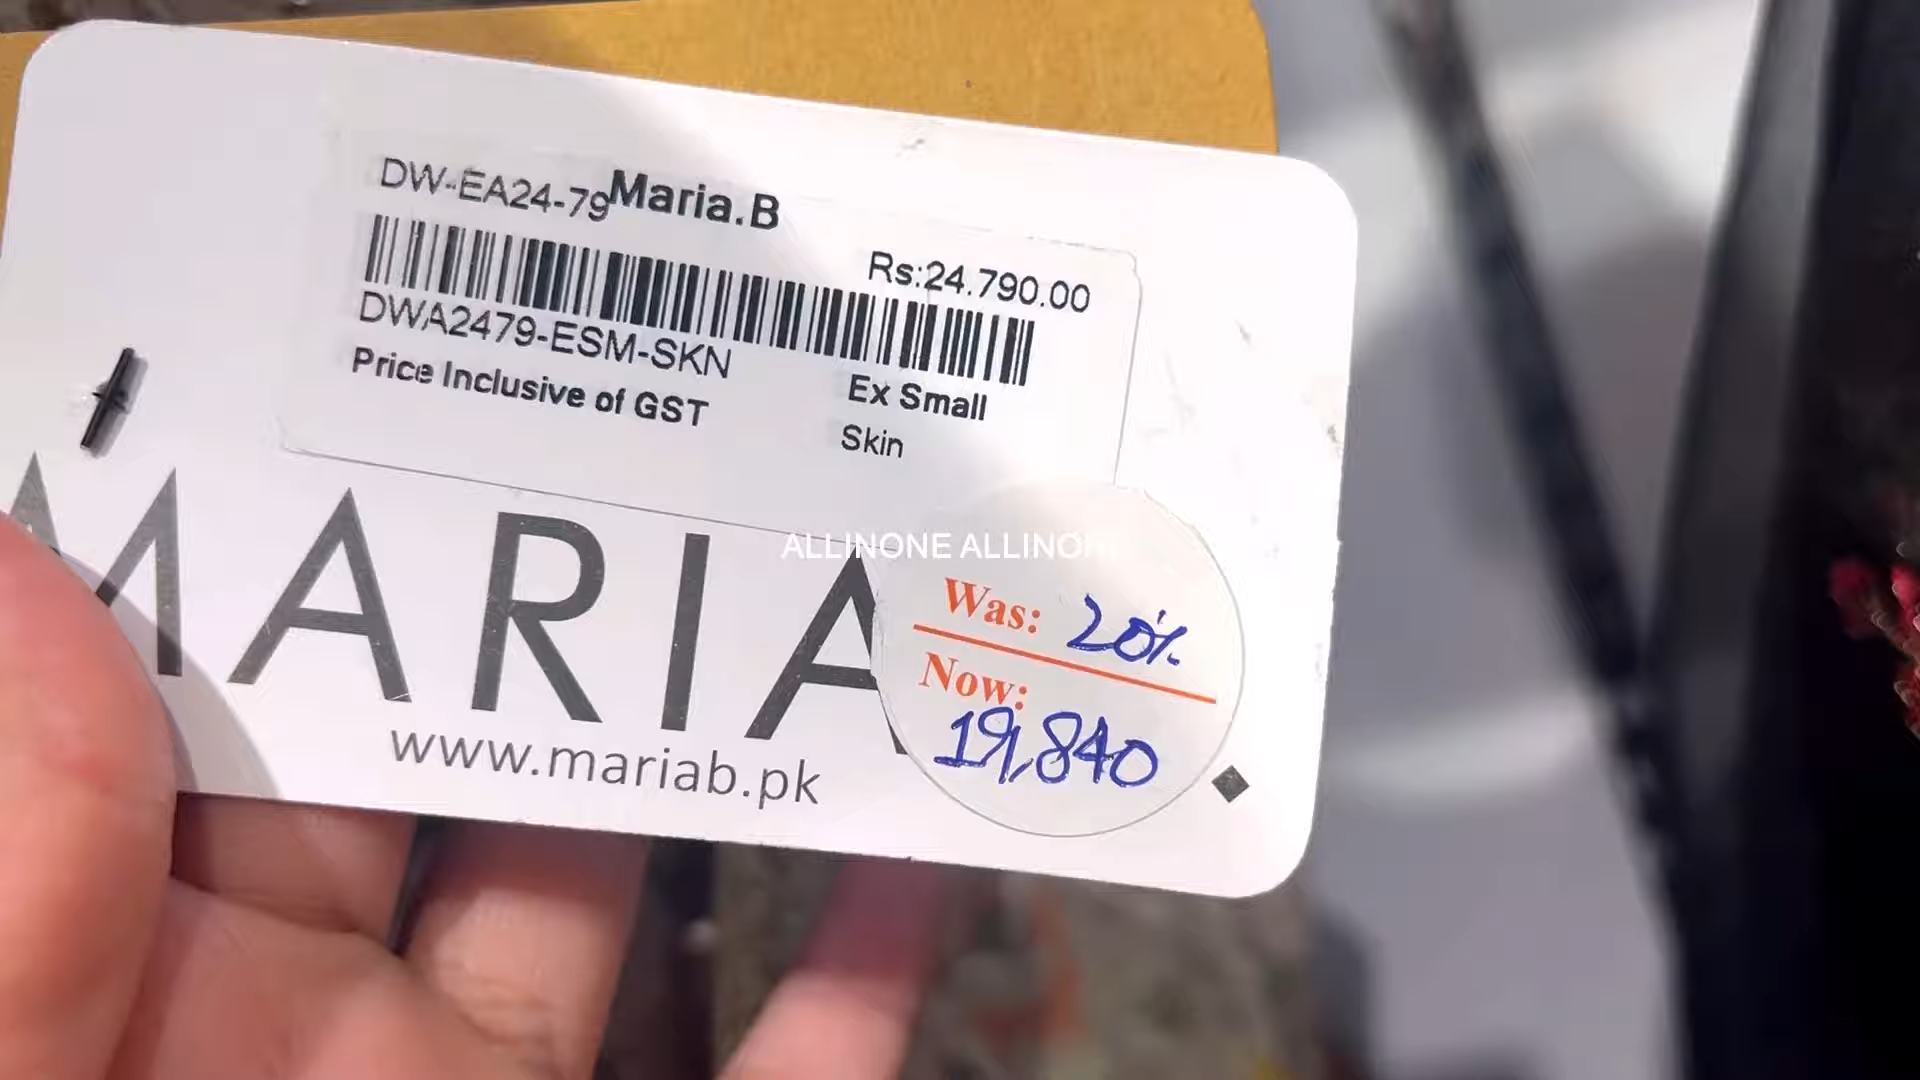 DW-EA24-79 Maria.B
Rs:24.790.00
DWA2479-ESM-SKN
Price Inclusive of GST
Ex Small
Skin
MARIA
www.mariab.pk
ALLINONE ALLINONE
Was: 20%
Now:
19,840